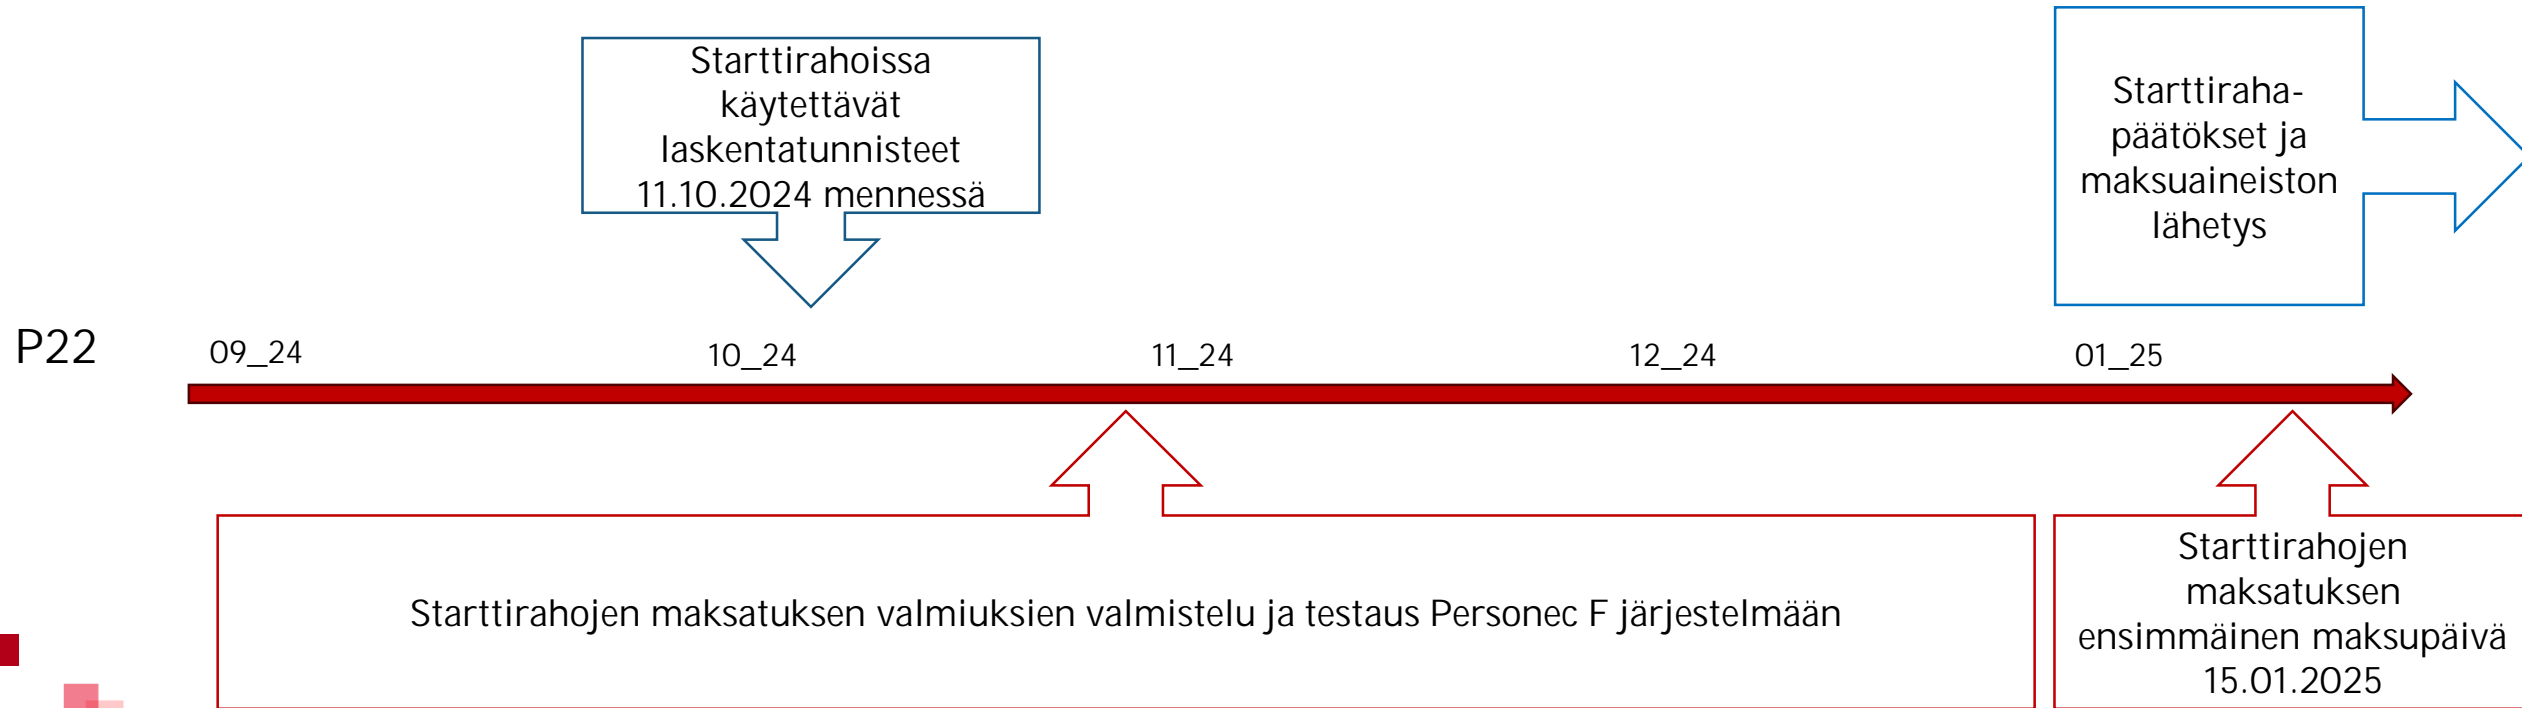 Starttirahoissa
käytettävät
laskentatunnisteet
11.10.2024 mennessä
Starttiraha-
päätökset ja
maksuaineiston
lähetys
P22
09_24
10_24
11_24
12_24
01_25
Starttirahojen maksatuksen valmiuksien valmistelu ja testaus Personec F järjestelmään
Starttirahojen
maksatuksen
ensimmäinen maksupäivä
15.01.2025